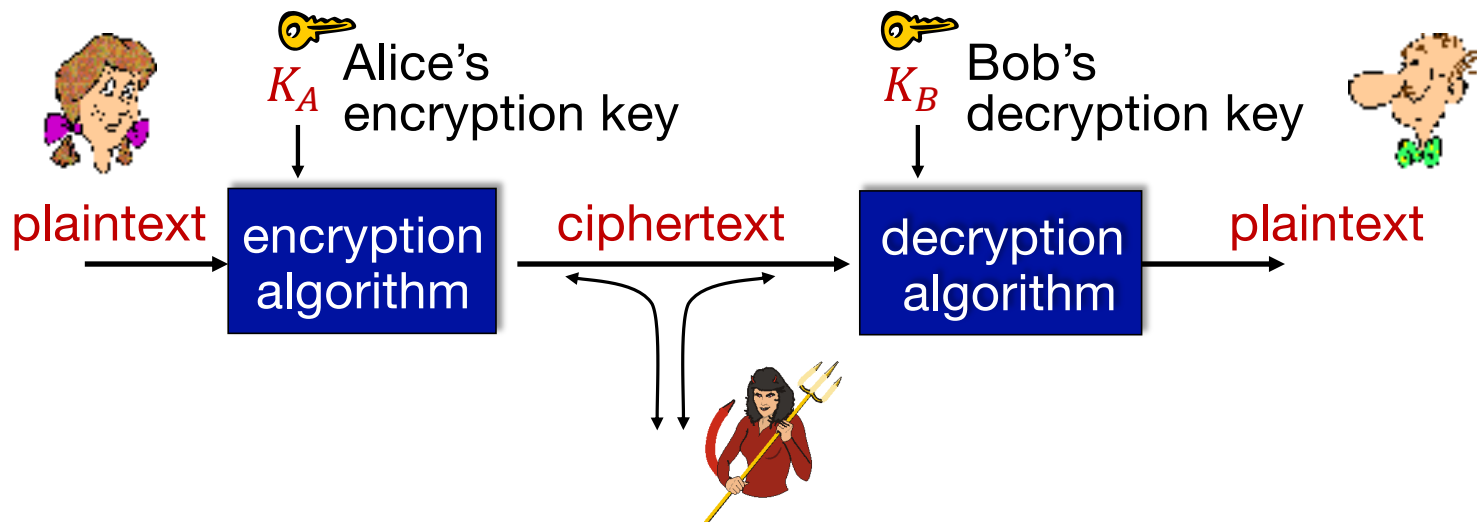 K_A Alice's
encryption key
K_B Bob's
decryption key
plaintext
encryption
algorithm
ciphertext
decryption
algorithm
plaintext